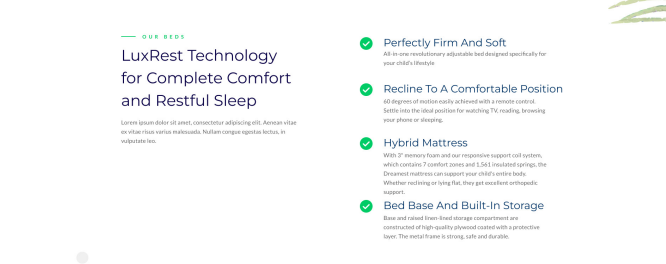 OUR BEDS
LuxRest Technology
for Complete Comfort
and Restful Sleep
Lorem ipsum dolor sit amet, consectetur adipiscing elit. Aenean vitae
ex vitae risus varius malesuada. Nullam congue egestas lectus, in
vulputate leo.
Perfectly Firm And Soft
All-in-one revolutionary adjustable bed designed specifically for
your child's lifestyle
Recline To A Comfortable Position
60 degrees of motion easily achieved with a remote control.
Settle into the ideal position for watching TV, reading, browsing
your phone or sleeping.
Hybrid Mattress
With 3" memory foam and our responsive support coil system,
which contains 7 comfort zones and 1,561 insulated springs, the
Dreamest mattress can support your child's entire body.
Whether reclining or lying flat, they get excellent orthopedic
support.
Bed Base And Built-In Storage
Base and raised linen-lined storage compartment are
constructed of high-quality plywood coated with a protective
layer. The metal frame is strong, safe and durable.